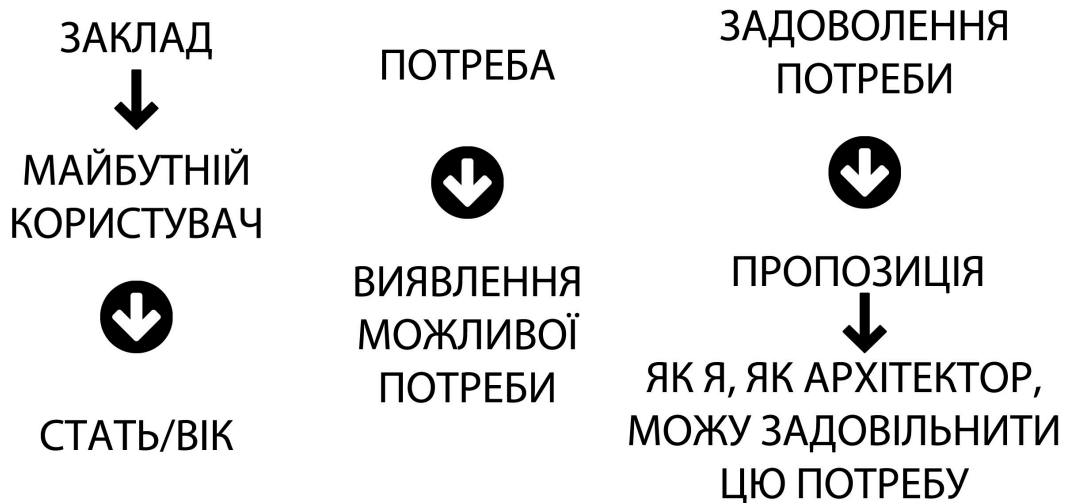 ЗАКЛАД
МАЙБУТНІЙ
КОРИСТУВАЧ
СТАТЬ/ВІК
ПОТРЕБА
ВИЯВЛЕННЯ
МОЖЛИВОЇ
ПОТРЕБИ
ЗАДОВОЛЕННЯ
ПОТРЕБИ
ПРОПОЗИЦІЯ
ЯК Я, ЯК АРХІТЕКТОР,
МОЖУ ЗАДОВІЛЬНИТИ
ЦЮ ПОТРЕБУ